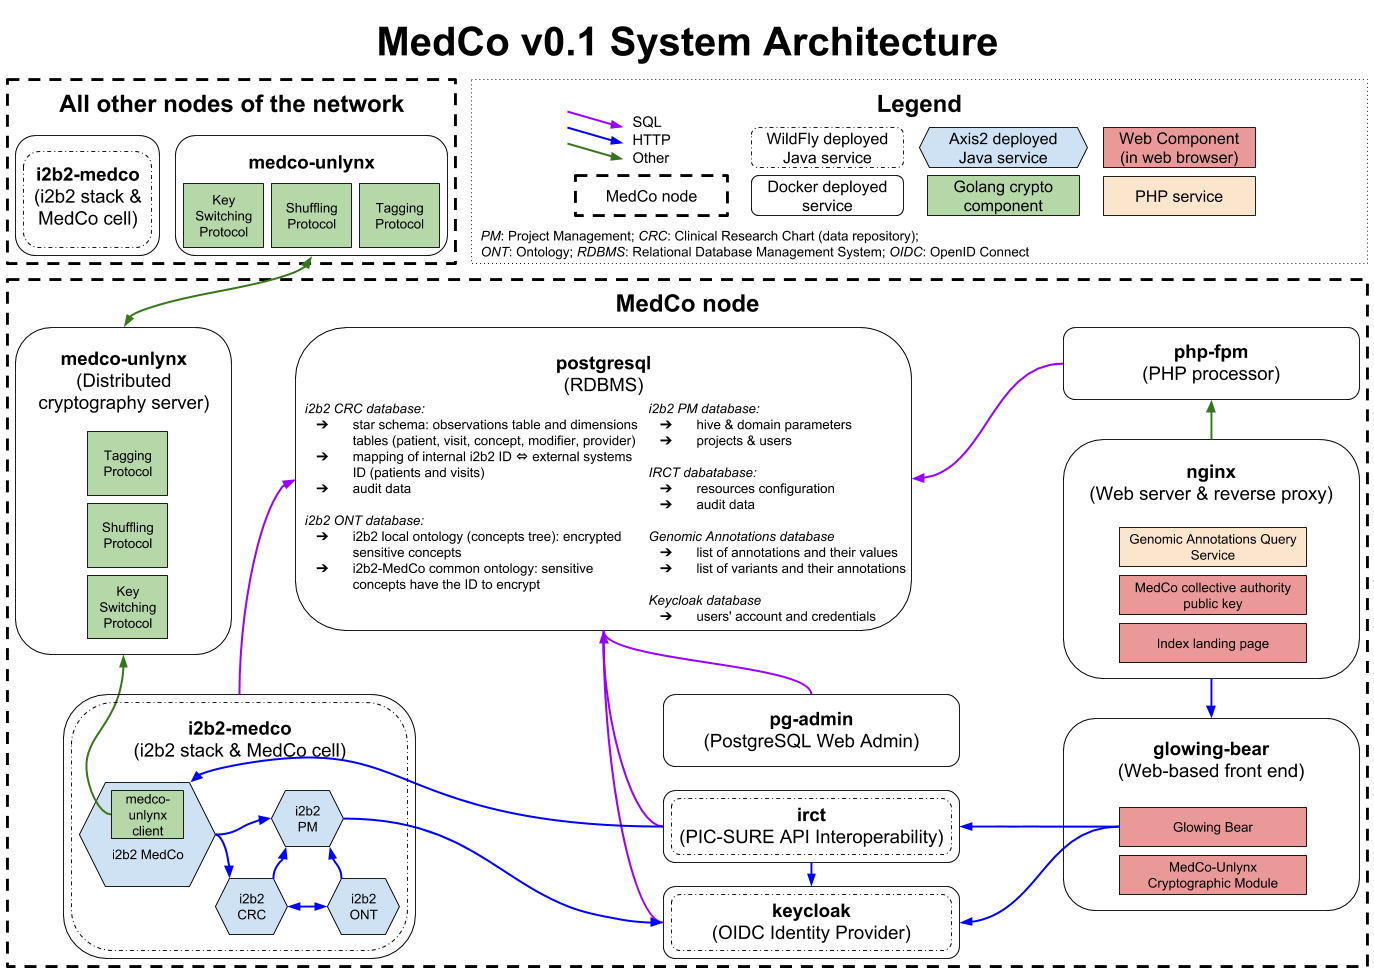 MedCo v0.1 System Architecture
All other nodes of the network
i2b2-medco
(i2b2 stack &
MedCo cell)
medco-unlynx
Key
Switching
Protocol
Shuffling
Protocol
Tagging
Protocol
Legend
SQL
HTTP
Other
MedCo node
WildFly deployed
Java service
Docker deployed
service
Axis2 deployed
Java service
Golang crypto
component
Web Component
(in web browser)
PHP service
PM: Project Management; CRC: Clinical Research Chart (data repository);
ONT: Ontology; RDBMS: Relational Database Management System; OIDC: OpenID Connect
MedCo node
medco-unlynx
(Distributed
cryptography server)
Tagging
Protocol
Shuffling
Protocol
Key
Switching
Protocol
postgresql
(RDBMS)
i2b2 CRC database:
➔ star schema: observations table and dimensions
tables (patient, visit, concept, modifier, provider)
➔ mapping of internal i2b2 ID ⇔ external systems
ID (patients and visits)
➔ audit data
i2b2 ONT database:
➔ i2b2 local ontology (concepts tree): encrypted
sensitive concepts
➔ i2b2-MedCo common ontology: sensitive
concepts have the ID to encrypt
i2b2 PM database:
➔ hive & domain parameters
➔ projects & users
IRCT dabatabase:
➔ resources configuration
➔ audit data
Genomic Annotations database
➔ list of annotations and their values
➔ list of variants and their annotations
Keycloak database
➔ users' account and credentials
php-fpm
(PHP processor)
nginx
(Web server & reverse proxy)
Genomic Annotations Query
Service
MedCo collective authority
public key
Index landing page
i2b2-medco
(i2b2 stack & MedCo cell)
medco-
unlynx
client
i2b2 MedCo
i2b2
PM
i2b2
CRC
i2b2
ONT
pg-admin
(PostgreSQL Web Admin)
irct
(PIC-SURE API Interoperability)
keycloak
(OIDC Identity Provider)
glowing-bear
(Web-based front end)
Glowing Bear
MedCo-Unlynx
Cryptographic Module